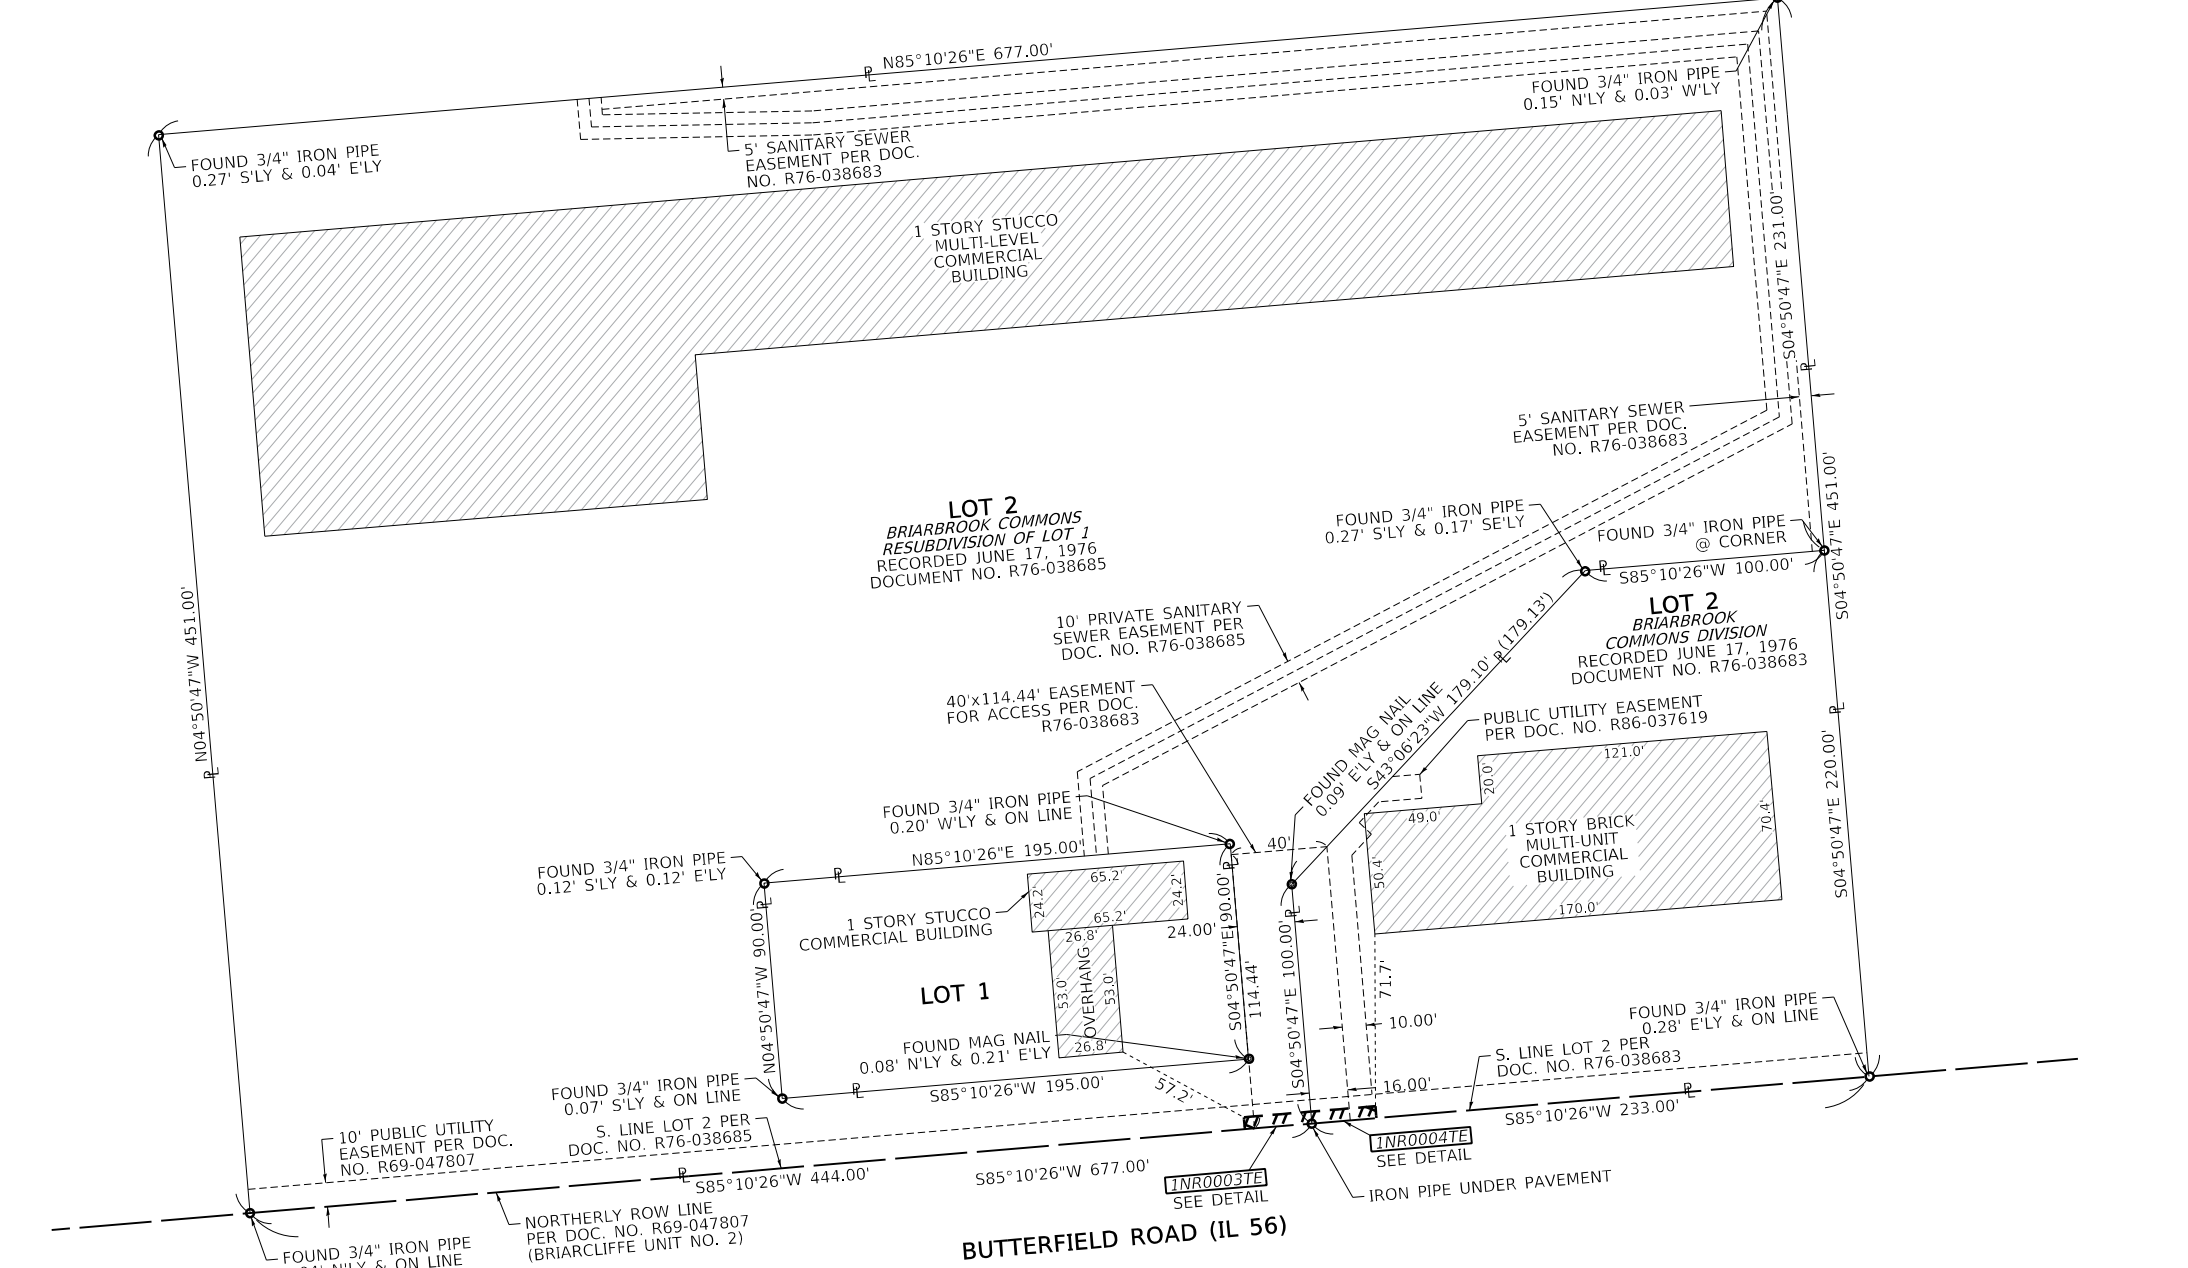 N85°10'26"E 677.00'
FOUND 3/4" IRON PIPE
0.15' N'LY & 0.03' W'LY
FOUND 3/4" IRON PIPE
0.27' S'LY & 0.04' E'LY
5' SANITARY SEWER
EASEMENT PER DOC.
NO. R76-038683
1 STORY STUCCO
MULTI-LEVEL
COMMERCIAL
BUILDING
S04°50'47"E 231.00'
5' SANITARY SEWER
EASEMENT PER DOC.
NO. R76-038683
S04°50'47"E 451.00'
LOT 2
BRIARBROOK COMMONS
RESUBDIVISION OF LOT 1
RECORDED JUNE 17, 1976
DOCUMENT NO. R76-038685
FOUND 3/4" IRON PIPE
0.27' S'LY & 0.17' SE'LY
FOUND 3/4" IRON PIPE
@ CORNER
S85°10'26"W 100.00'
LOT 2
BRIARBROOK
COMMONS DIVISION
RECORDED JUNE 17, 1976
DOCUMENT NO. R76-038683
N04°50'47"W 451.00'
10' PRIVATE SANITARY
SEWER EASEMENT PER
DOC. NO. R76-038685
40'x114.44' EASEMENT
FOR ACCESS PER DOC.
R76-038683
FOUND MAG NAIL
0.09' E'LY & ON LINE
S43°06'23"W 179.10' (179.13')
PUBLIC UTILITY EASEMENT
PER DOC. NO. R86-037619
121.0'
20.0'
49.0'
70.4'
50.4'
1 STORY BRICK
MULTI-UNIT
COMMERCIAL
BUILDING
170.0'
S04°50'47"E 220.00'
FOUND 3/4" IRON PIPE
0.20' W'LY & ON LINE
N85°10'26"E 195.00'
40'
FOUND 3/4" IRON PIPE
0.12' S'LY & 0.12' E'LY
65.2'
24.2'
24.2'
65.2'
1 STORY STUCCO
COMMERCIAL BUILDING
26.8'
53.0'
OVERHANG
53.0'
26.8'
24.00'
S04°50'47"E 90.00'
114.44'
S04°50'47"E 100.00'
71.7'
10.00'
N04°50'47"W 90.00'
LOT 1
FOUND MAG NAIL
0.08' N'LY & 0.21' E'LY
FOUND 3/4" IRON PIPE
0.28' E'LY & ON LINE
S. LINE LOT 2 PER
DOC. NO. R76-038683
FOUND 3/4" IRON PIPE
0.07' S'LY & ON LINE
S85°10'26"W 195.00'
57.2'
16.00'
S85°10'26"W 233.00'
S. LINE LOT 2 PER
DOC. NO. R76-038685
10' PUBLIC UTILITY
EASEMENT PER DOC.
NO. R69-047807
1NR0004TE
SEE DETAIL
S85°10'26"W 444.00'
S85°10'26"W 677.00'
1NR0003TE
SEE DETAIL
IRON PIPE UNDER PAVEMENT
NORTHERLY ROW LINE
PER DOC. NO. R69-047807
(BRIARCLIFFE UNIT NO. 2)
BUTTERFIELD ROAD (IL 56)
FOUND 3/4" IRON PIPE
N'LY & ON LINE